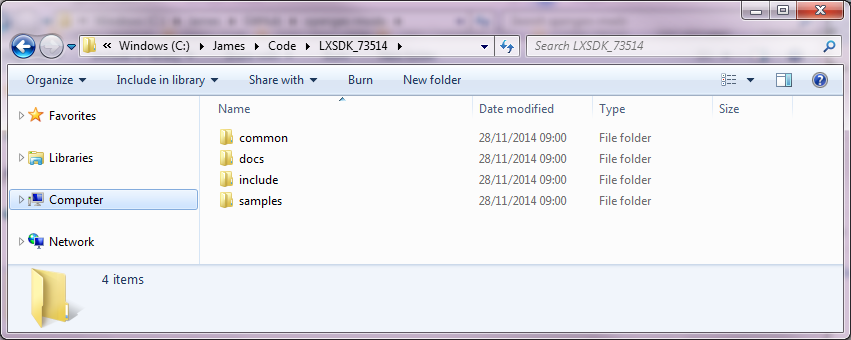 « Windows (C:) ▸ James ▸ Code ▸ LXSDK_73514 ▸
Search LXSDK_73514
Organize ▾ Include in library ▾ Share with ▾ Burn New folder
Name Date modified Type Size
Favorites
Libraries
Computer
Network
common 28/11/2014 09:00 File folder
docs 28/11/2014 09:00 File folder
include 28/11/2014 09:00 File folder
samples 28/11/2014 09:00 File folder
4 items